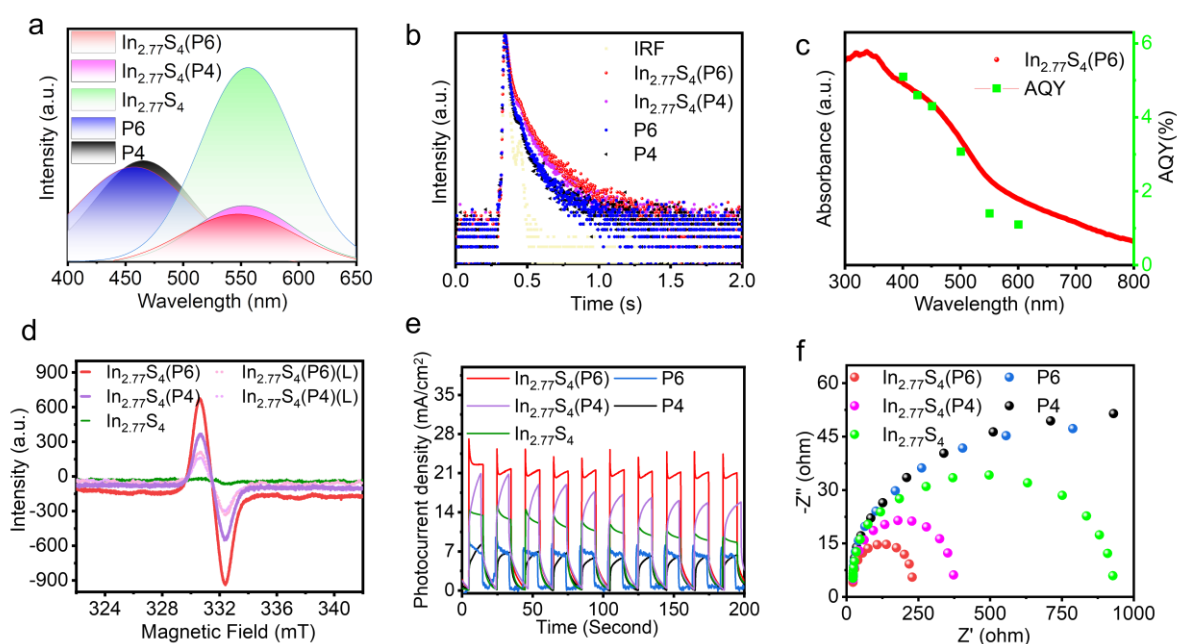 a
In2.77S4(P6)
In2.77S4(P4)
In2.77S4
P6
P4
Intensity (a.u.)
400 450 500 550 600 650
Wavelength (nm)
b
IRF
In2.77S4(P6)
In2.77S4(P4)
P6
P4
Intensity (a.u.)
0.0 0.5 1.0 1.5 2.0
Time (s)
c
In2.77S4(P6)
AQY
Absorbance (a.u.)
300 400 500 600 700 800
Wavelength (nm)
6
4
2
0
AQY(%)
d
In2.77S4(P6) In2.77S4(P6)(L)
In2.77S4(P4) In2.77S4(P4)(L)
In2.77S4
Intensity (a.u.)
900
600
300
0
-300
-600
-900
324 328 332 336 340
Magnetic Field (mT)
e
In2.77S4(P6) P6
In2.77S4(P4) P4
In2.77S4
Photocurrent density (mA/cm2)
35
28
21
14
7
0
0 50 100 150 200
Time (Second)
f
In2.77S4(P6) P6
In2.77S4(P4) P4
In2.77S4
-Z" (ohm)
60
45
30
15
0
0 250 500 750 1000
Z' (ohm)